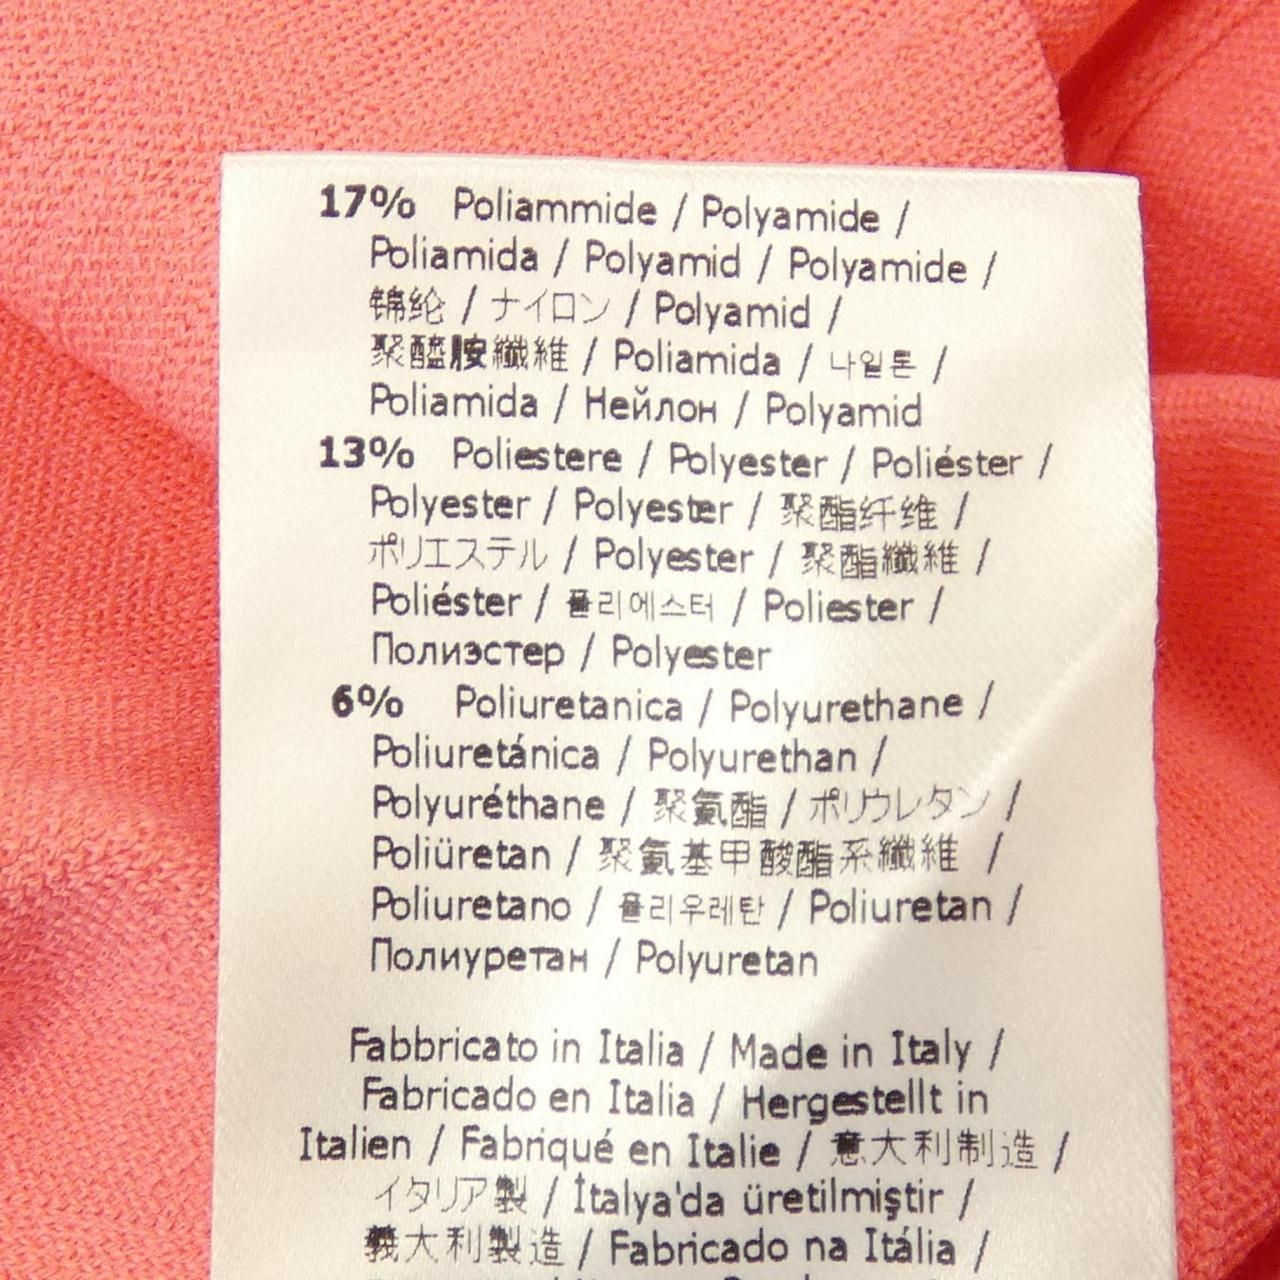 17% Poliammide / Polyamide /
Poliamida / Polyamid / Polyamide /
锦纶 / ナイロン / Polyamid /
聚醯胺纖維 / Poliamida / 나일론 /
Poliamida / Нейлон / Polyamid
13% Poliestere / Polyester / Poliéster /
Polyester / Polyester / 聚酯纤维 /
ポリエステル / Polyester / 聚酯纖維 /
Poliéster / 폴리에스터 / Poliester /
Полиэстер / Polyester
6% Poliuretanica / Polyurethane /
Poliuretánica / Polyurethan /
Polyuréthane / 聚氨酯 / ポリウレタン /
Poliüretan / 聚氨基甲酸酯系纖維 /
Poliuretano / 폴리우레탄 / Poliuretan /
Полиуретан / Polyuretan
Fabbricato in Italia / Made in Italy /
Fabricado en Italia / Hergestellt in
Italien / Fabriqué en Italie / 意大利制造 /
イタリア製 / İtalya'da üretilmiştir /
義大利製造 / Fabricado na Itália /